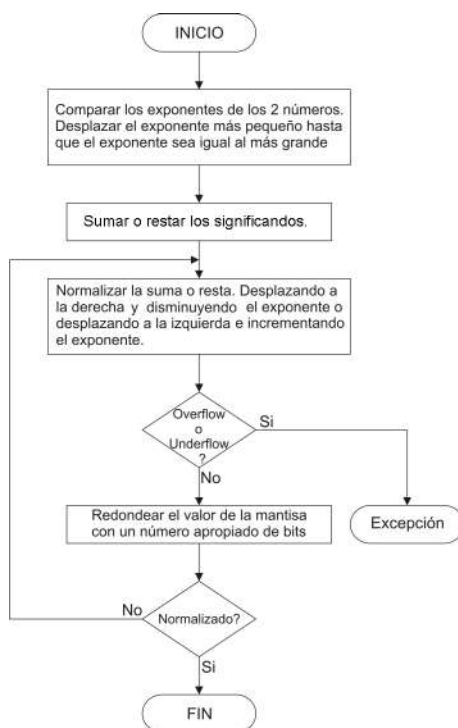 INICIO
Comparar los exponentes de los 2 números.
Desplazar el exponente más pequeño hasta
que el exponente sea igual al más grande
Sumar o restar los significandos.
Normalizar la suma o resta. Desplazando a
la derecha y disminuyendo el exponente o
desplazando a la izquierda e incrementando
el exponente.
Overflow
o
Underflow
?
Si
No
Redondear el valor de la mantisa
con un número apropiado de bits
Excepción
No
Normalizado?
Si
FIN